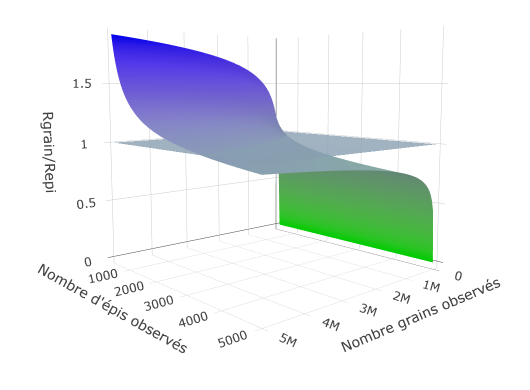 1.5
1
0.5
0
Rgrain/Repi
1000
2000
3000
4000
5000
Nombre d'épis observés
5M
4M
3M
2M
1M
0
Nombre grains observés